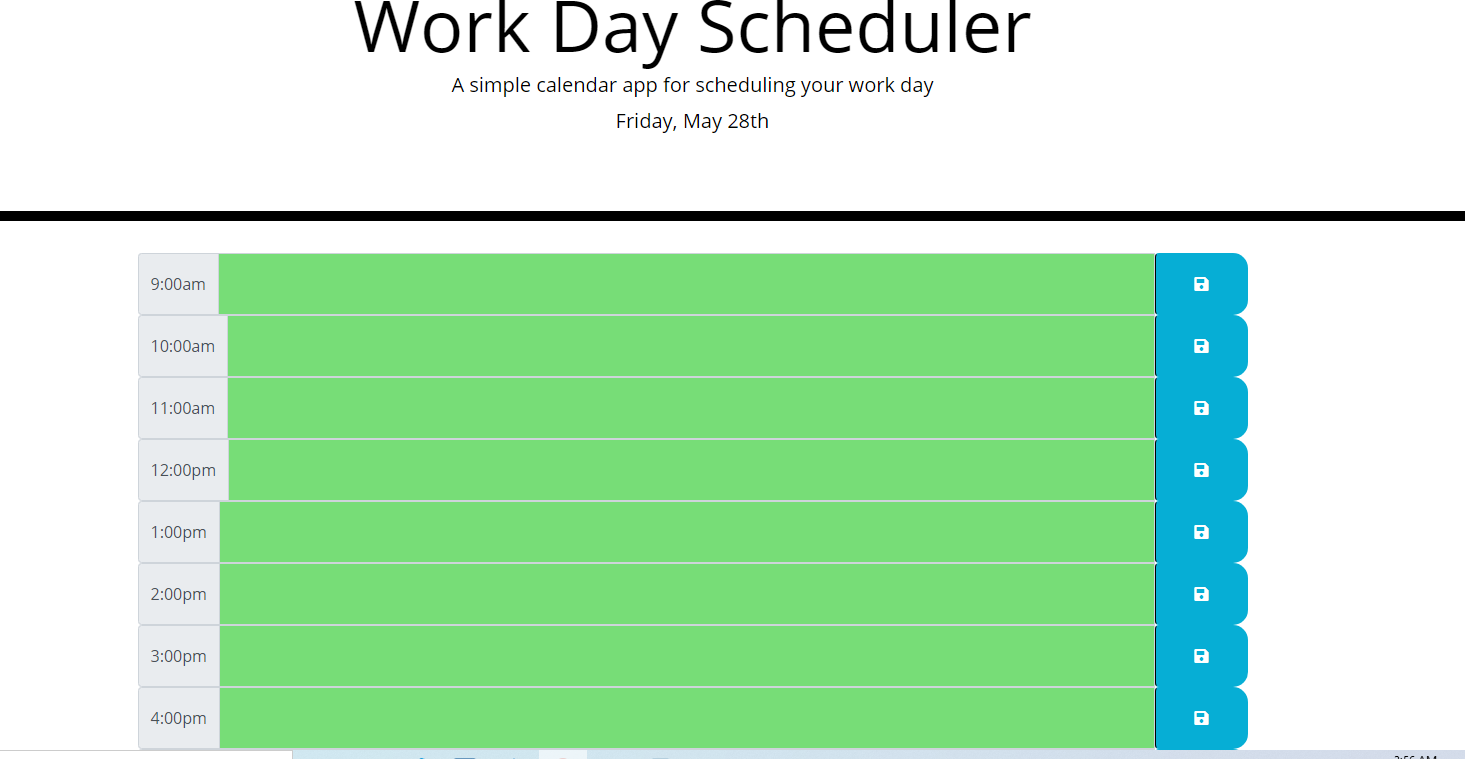 Work Day Scheduler
A simple calendar app for scheduling your work day
Friday, May 28th
9:00am
10:00am
11:00am
12:00pm
1:00pm
2:00pm
3:00pm
4:00pm